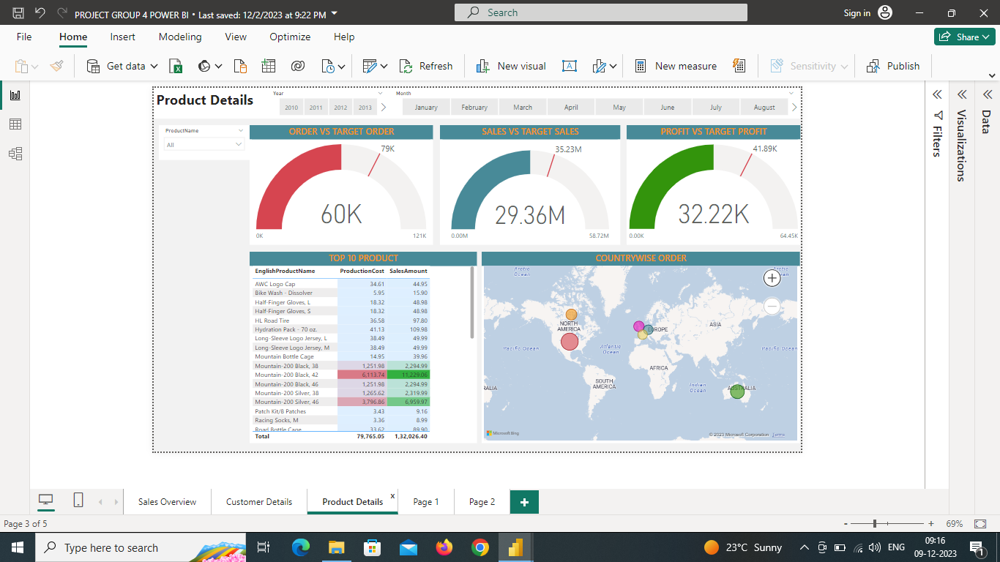 PROJECT GROUP 4 POWER BI • Last saved: 12/2/2023 at 9:22 PM
Search
Sign in
File Home Insert Modeling View Optimize Help
Share
Get data
Refresh
New visual
New measure
Sensitivity
Publish
Product Details
Year
2010 2011 2012 2013
Month
January February March April May June July August
ProductName
All
ORDER VS TARGET ORDER
79K
60K
0K 121K
SALES VS TARGET SALES
35.23M
29.36M
0.00M 58.72M
PROFIT VS TARGET PROFIT
41.89K
32.22K
0.00K 64.45K
TOP 10 PRODUCT
EnglishProductName ProductionCost SalesAmount
AWC Logo Cap 34.61 44.95
Bike Wash - Dissolver 5.95 15.90
Half-Finger Gloves, L 18.32 48.98
Half-Finger Gloves, S 18.32 48.98
HL Road Tire 36.58 97.80
Hydration Pack - 70 oz. 41.13 109.98
Long-Sleeve Logo Jersey, L 38.49 49.99
Long-Sleeve Logo Jersey, M 38.49 49.99
Mountain Bottle Cage 14.95 39.96
Mountain-200 Black, 38 1,251.98 2,294.99
Mountain-200 Black, 42 6,113.74 11,229.06
Mountain-200 Black, 46 1,251.98 2,294.99
Mountain-200 Silver, 38 1,265.62 2,319.99
Mountain-200 Silver, 46 3,796.86 6,959.97
Patch Kit/8 Patches 3.43 9.16
Racing Socks, M 3.36 8.99
Road Bottle Cage 33.62 89.90
Total 79,765.05 1,32,026.40
COUNTRYWISE ORDER
Arctic
Ocean
Arctic
Ocean
NORTH
AMERICA
EUROPE
ASIA
Pacific Ocean
Atlantic
Ocean
Pacific Ocean
AFRICA
SOUTH
AMERICA
Indian
Ocean
RALIA
AUSTRALIA
Microsoft Bing
© 2023 Microsoft Corporation Terms
Filters
Visualizations
Data
Sales Overview
Customer Details
Product Details
x
Page 1
Page 2
+
Page 3 of 5
- + 69%
Type here to search
23°C Sunny
ENG
09:16
09-12-2023
1